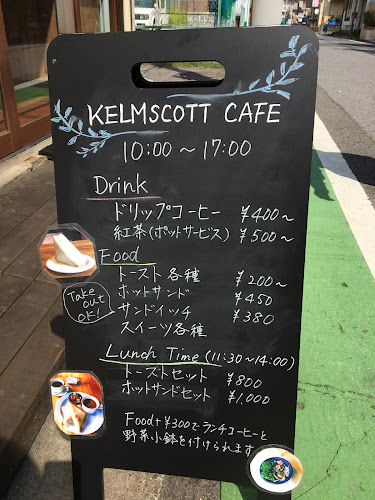 KELMSCOTT CAFE
10:00～17:00
Drink
ドリップコーヒー ¥400～
紅茶(ポットサービス) ¥500～
Food
トースト各種 ¥200～
Take out OK!
ホットサンド ¥450
サンドイッチ ¥380
スイーツ各種
Lunch Time (11:30～14:00)
トーストセット ¥800
ホットサンドセット ¥1,000
Food+¥300でランチコーヒーと
野菜小鉢を付けられます